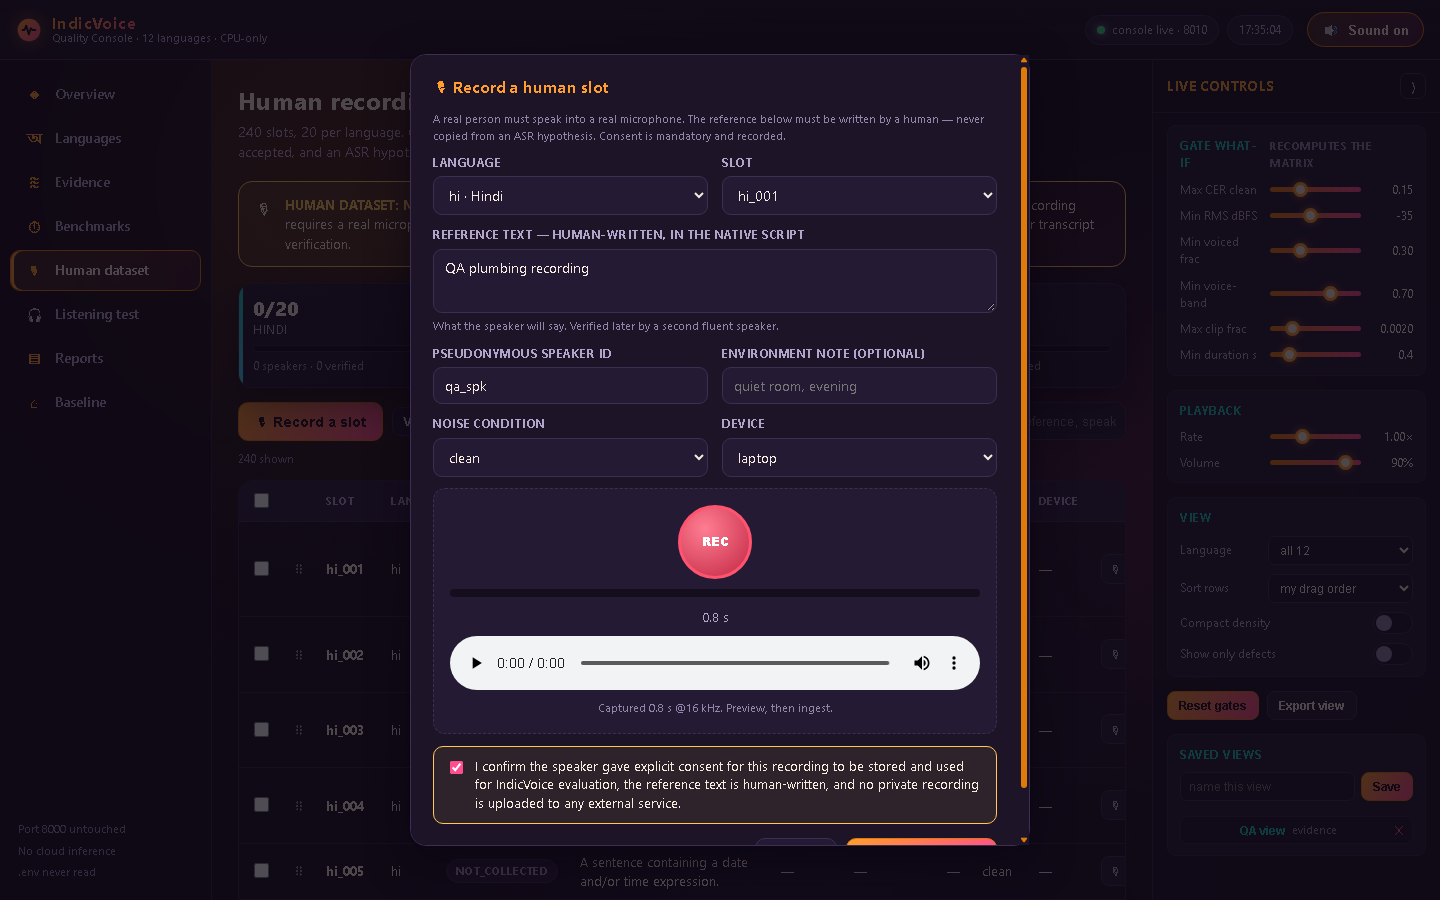 IndicVoice
Quality Console · 12 languages · CPU-only
console live · 8010
17:35:04
Sound on
Overview
Languages
Evidence
Benchmarks
Human dataset
Listening test
Reports
Baseline
Port 8000 untouched
No cloud inference
.env never read
Human recordi
240 slots, 20 per language.
accepted, and an ASR hypot
HUMAN DATASET: N
requires a real microp
verification.
cording
r transcript
0/20
HINDI
0 speakers · 0 verified
ed
Record a slot
V
ference, speak
240 shown
SLOT
LAN
DEVICE
hi_001
hi
—
hi_002
hi
—
hi_003
hi
—
hi_004
hi
—
hi_005
hi
NOT_COLLECTED
A sentence containing a date
and/or time expression.
—
—
—
clean
—
Record a human slot
A real person must speak into a real microphone. The reference below must be written by a human — never
copied from an ASR hypothesis. Consent is mandatory and recorded.
LANGUAGE
SLOT
hi · Hindi
hi_001
REFERENCE TEXT — HUMAN-WRITTEN, IN THE NATIVE SCRIPT
QA plumbing recording
What the speaker will say. Verified later by a second fluent speaker.
PSEUDONYMOUS SPEAKER ID
ENVIRONMENT NOTE (OPTIONAL)
qa_spk
quiet room, evening
NOISE CONDITION
DEVICE
clean
laptop
REC
0.8 s
0:00 / 0:00
Captured 0.8 s @16 kHz. Preview, then ingest.
I confirm the speaker gave explicit consent for this recording to be stored and used
for IndicVoice evaluation, the reference text is human-written, and no private recording
is uploaded to any external service.
LIVE CONTROLS
GATE WHAT-
IF
RECOMPUTES THE
MATRIX
Max CER clean
0.15
Min RMS dBFS
-35
Min voiced
frac
0.30
Min voice-
band
0.70
Max clip frac
0.0020
Min duration s
0.4
PLAYBACK
Rate
1.00×
Volume
90%
VIEW
Language
all 12
Sort rows
my drag order
Compact density
Show only defects
Reset gates
Export view
SAVED VIEWS
name this view
Save
QA view evidence
X